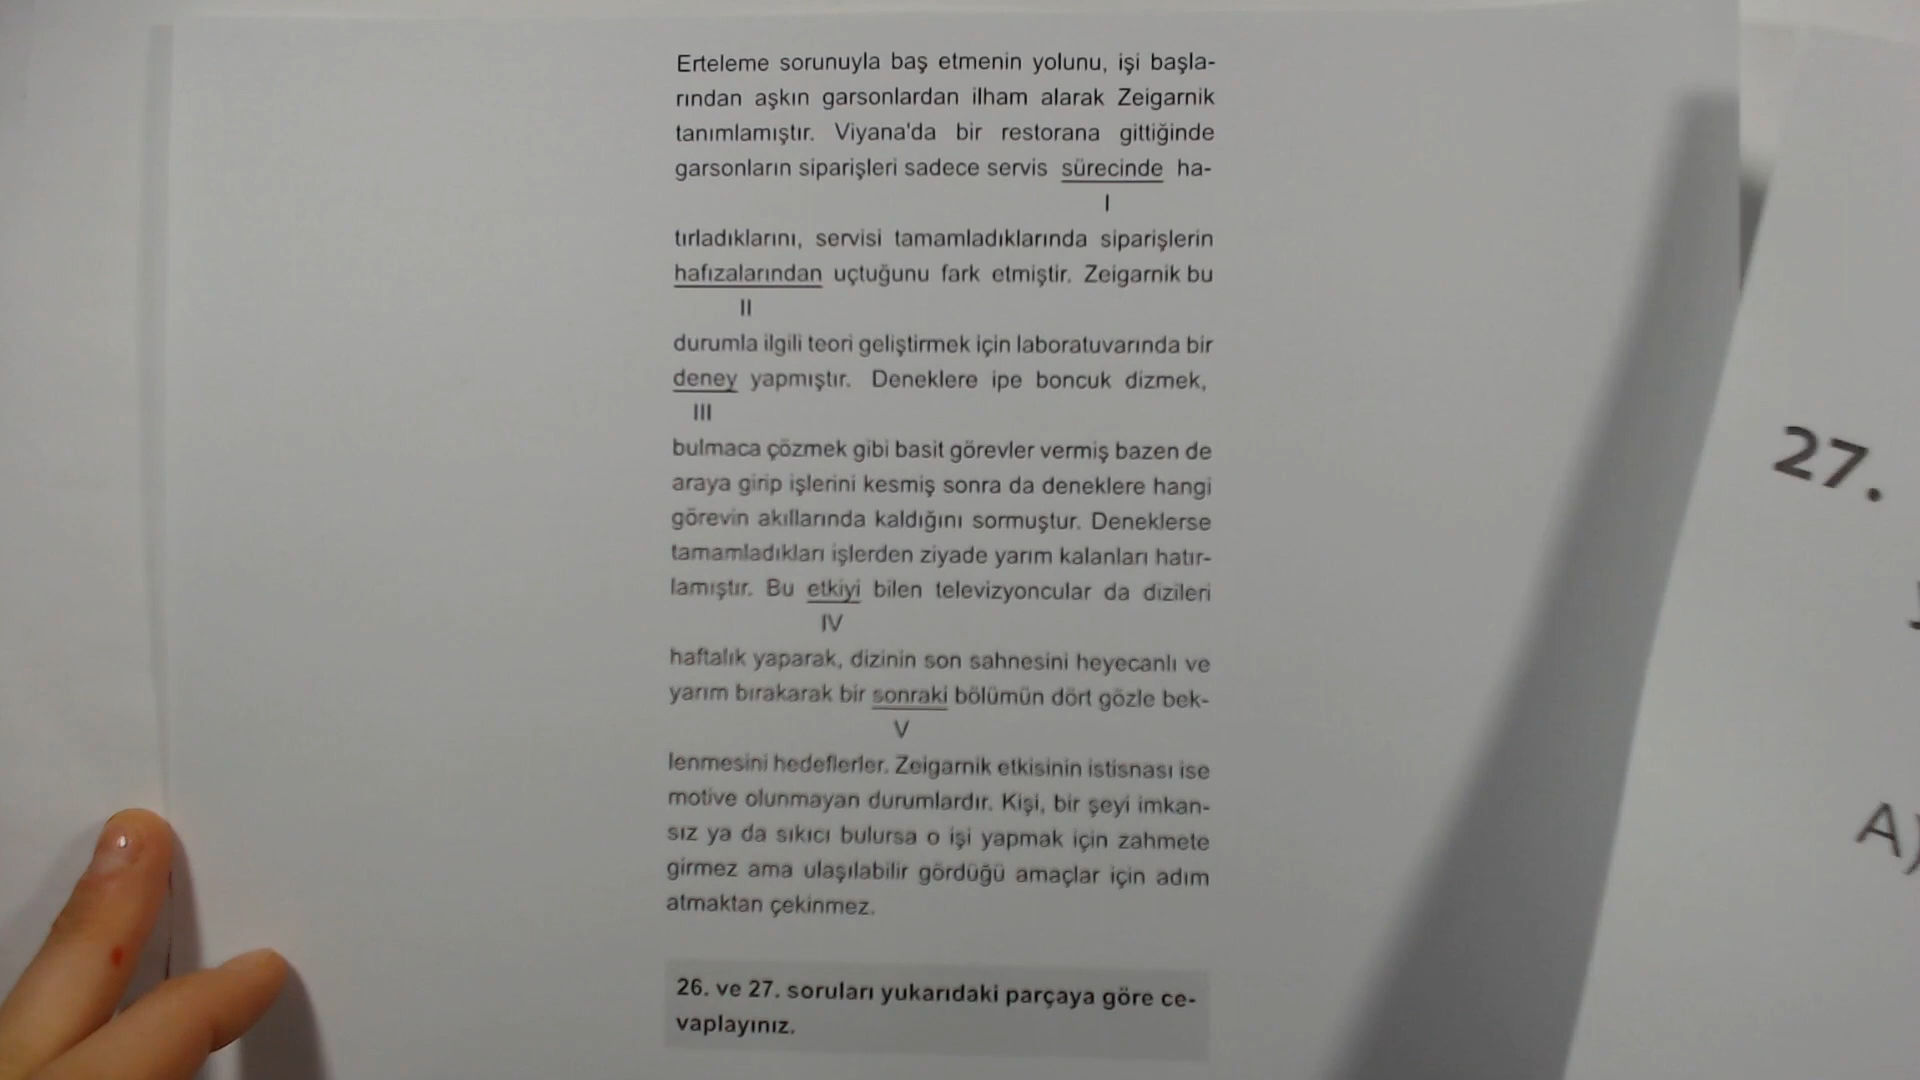 Erteleme sorunuyla baş etmenin yolunu, işi başla-
rından aşkın garsonlardan ilham alarak Zeigarnik
tanımlamıştır. Viyana'da bir restorana gittiğinde
garsonların siparişleri sadece servis sürecinde ha-
I
tırladıklarını, servisi tamamladıklarında siparişlerin
hafızalarından uçtuğunu fark etmiştir. Zeigarnik bu
II
durumla ilgili teori geliştirmek için laboratuvarında bir
deney yapmıştır. Deneklere ipe boncuk dizmek,
III
bulmaca çözmek gibi basit görevler vermiş bazen de
araya girip işlerini kesmiş sonra da deneklere hangi
görevin akıllarında kaldığını sormuştur. Deneklerse
tamamladıkları işlerden ziyade yarım kalanları hatır-
lamıştır. Bu etkiyi bilen televizyoncular da dizileri
IV
haftalık yaparak, dizinin son sahnesini heyecanlı ve
yarım bırakarak bir sonraki bölümün dört gözle bek-
V
lenmesini hedeflerler. Zeigarnik etkisinin istisnası ise
motive olunmayan durumlardır. Kişi, bir şeyi imkan-
sız ya da sıkıcı bulursa o işi yapmak için zahmete
girmez ama ulaşılabilir gördüğü amaçlar için adım
atmaktan çekinmez.
26. ve 27. soruları yukarıdaki parçaya göre ce-
vaplayınız.
27.
A)